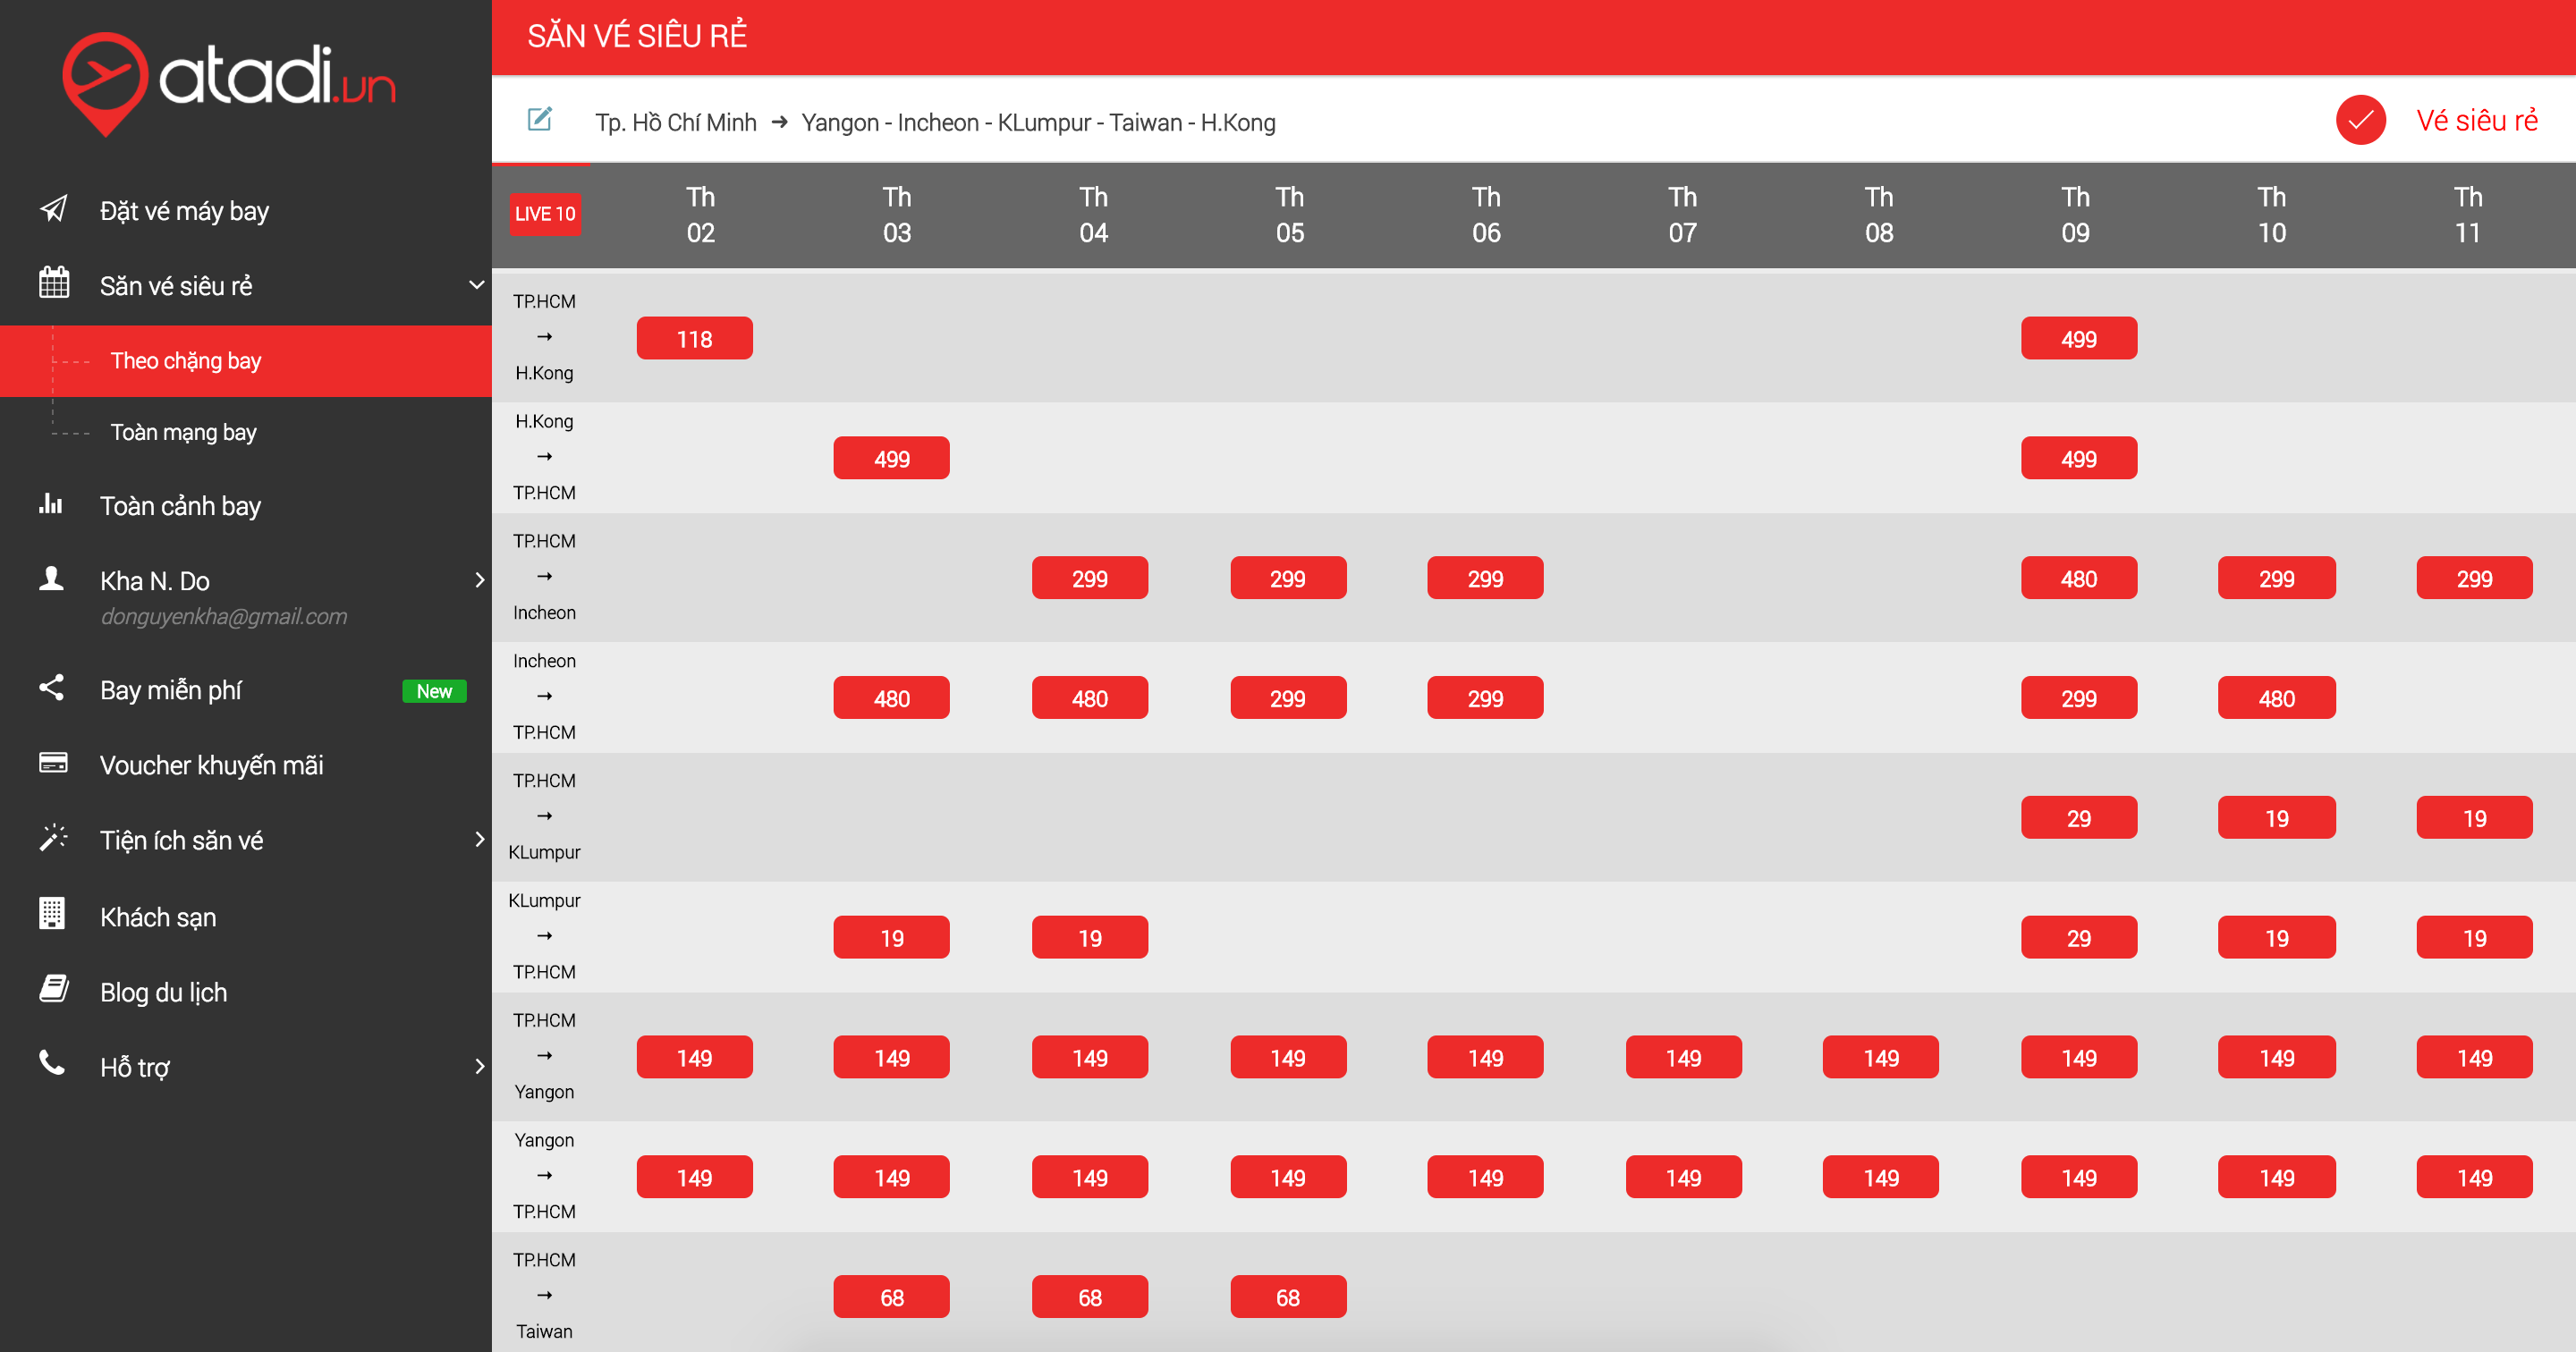 atadi.vn
Đặt vé máy bay
Săn vé siêu rẻ
Theo chặng bay
Toàn mạng bay
Toàn cảnh bay
Kha N. Do
donguyenkha@gmail.com
Bay miễn phí New
Voucher khuyến mãi
Tiện ích săn vé
Khách sạn
Blog du lịch
Hỗ trợ
SĂN VÉ SIÊU RẺ
Tp. Hồ Chí Minh → Yangon - Incheon - KLumpur - Taiwan - H.Kong
Vé siêu rẻ
LIVE 10
Th Th Th Th Th Th Th Th Th Th
02 03 04 05 06 07 08 09 10 11
TP.HCM
→ 118 499
H.Kong
H.Kong
→ 499 499
TP.HCM
TP.HCM
→ 299 299 299 480 299 299
Incheon
Incheon
→ 480 480 299 299 299 480
TP.HCM
TP.HCM
→ 29 19 19
KLumpur
KLumpur
→ 19 19 29 19 19
TP.HCM
TP.HCM
→ 149 149 149 149 149 149 149 149 149 149
Yangon
Yangon
→ 149 149 149 149 149 149 149 149 149 149
TP.HCM
TP.HCM
→ 68 68 68
Taiwan